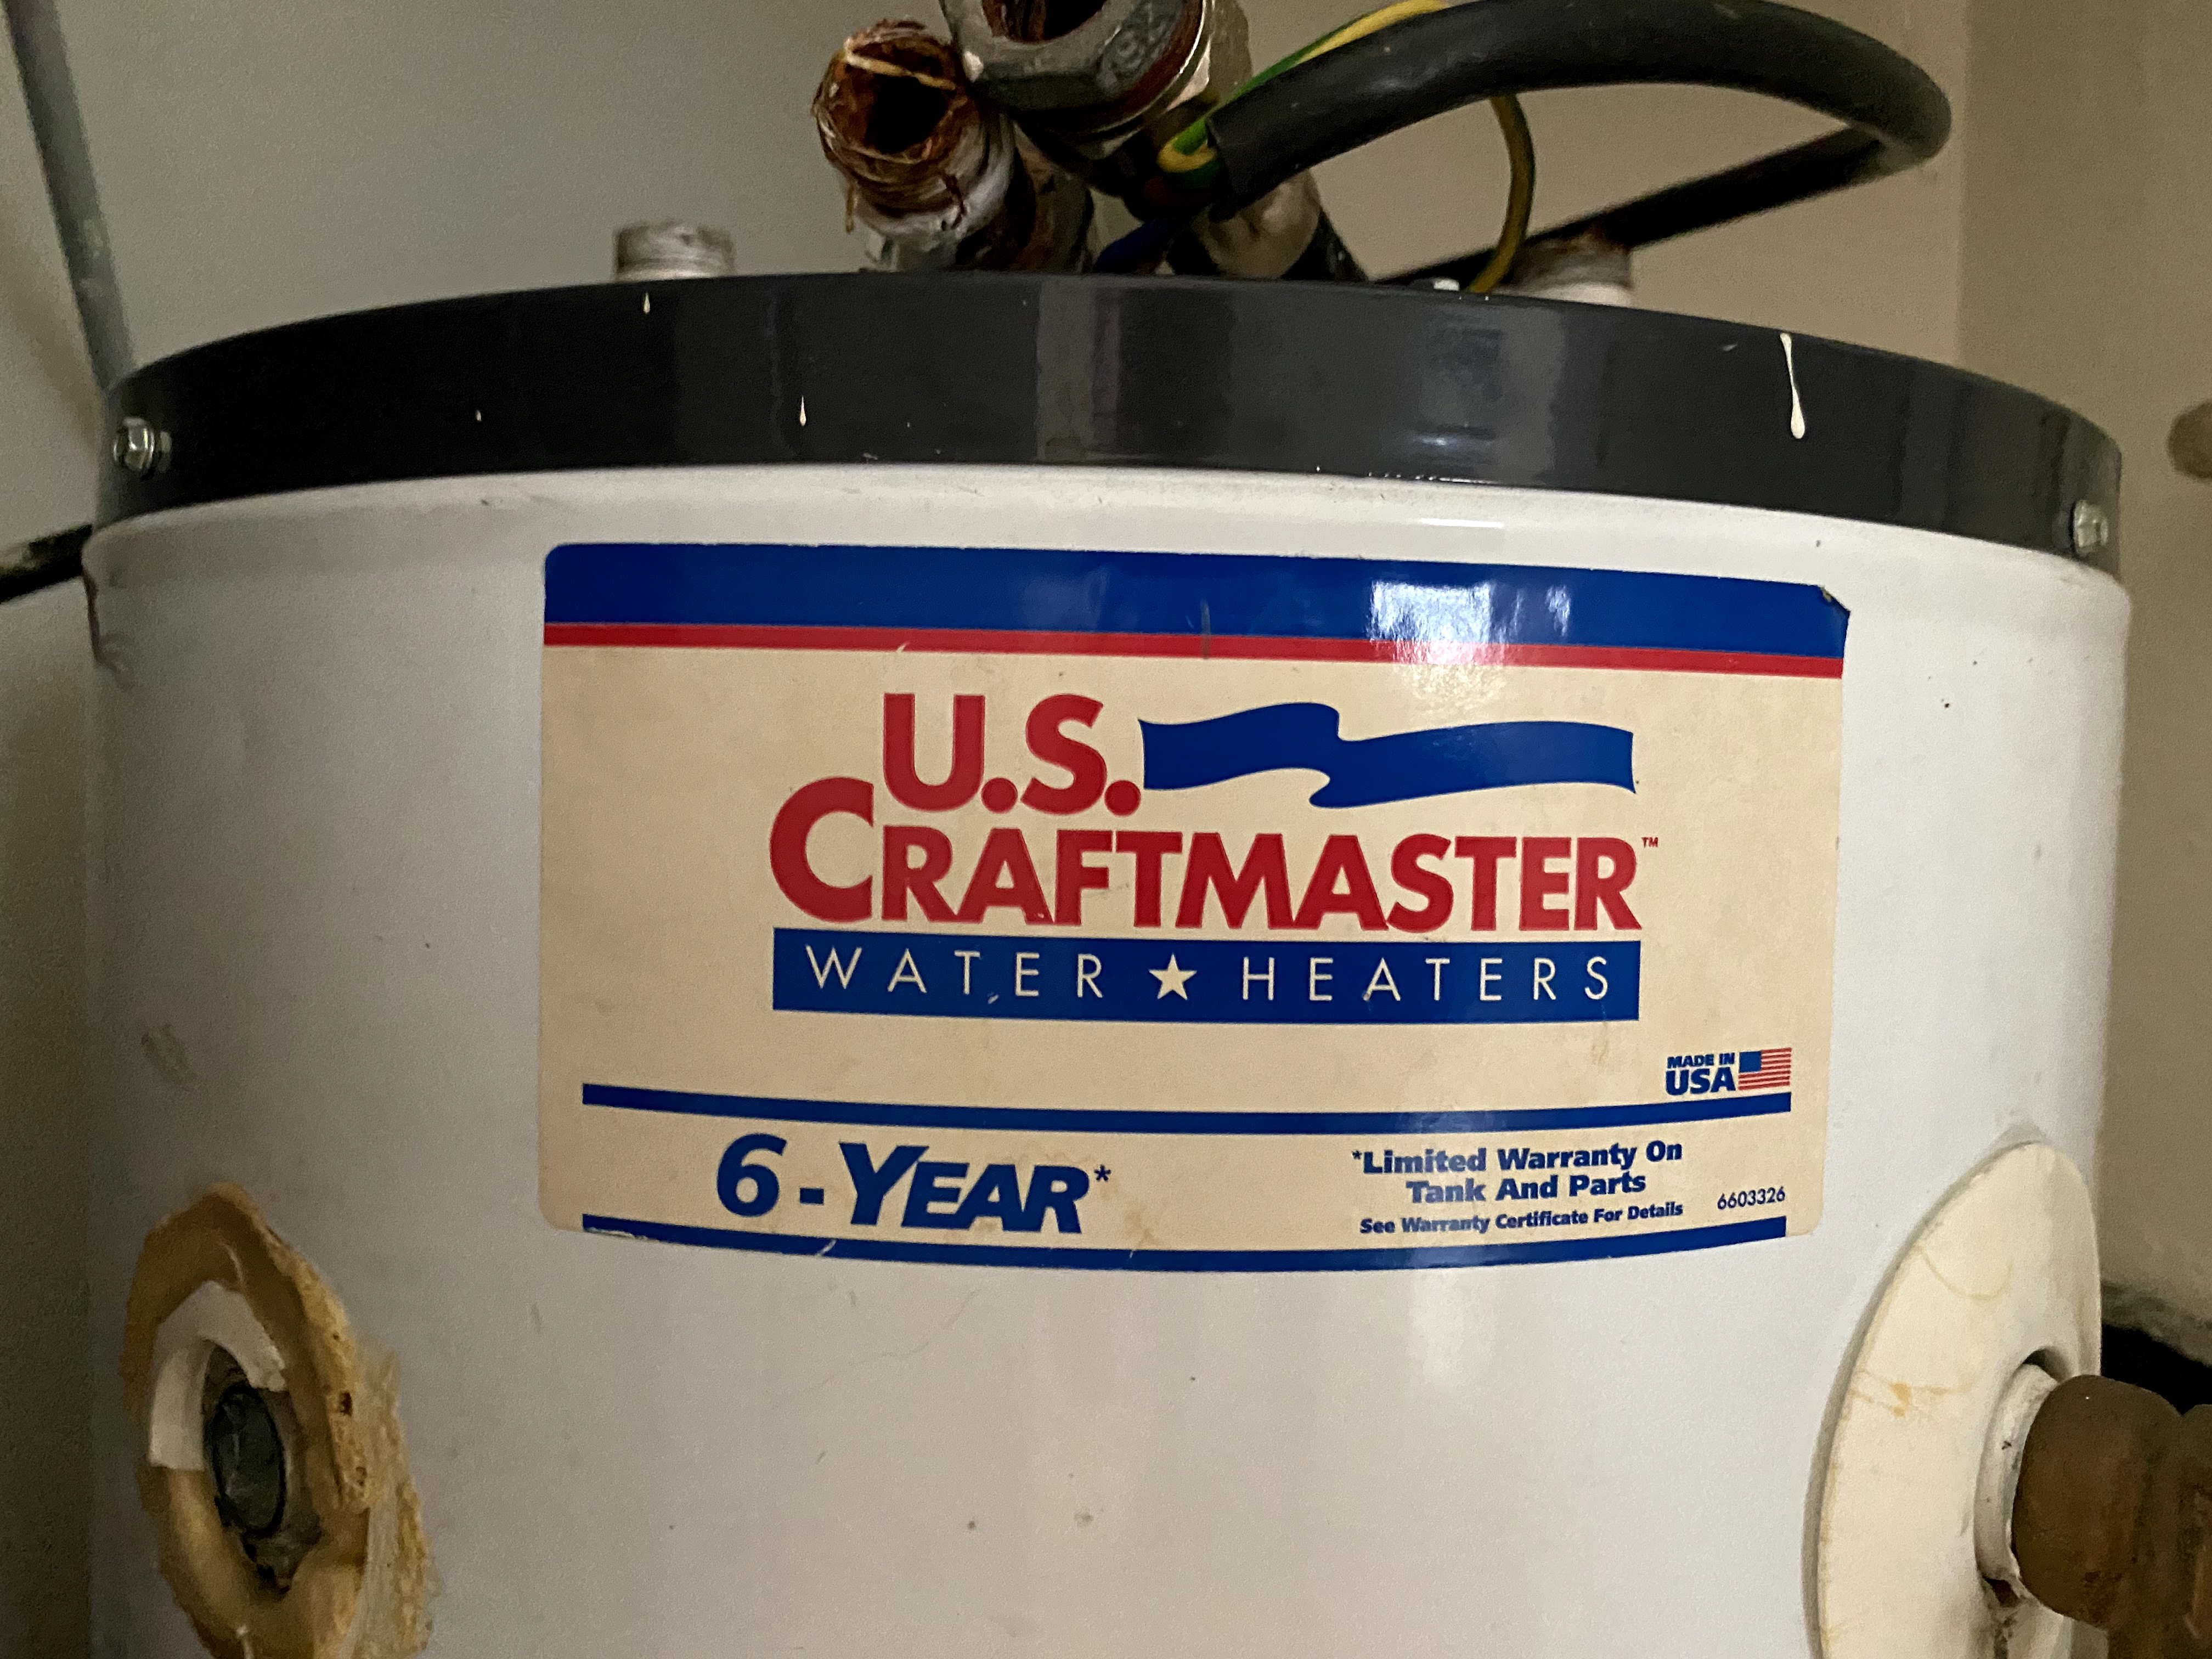 U.S.
CRAFTMASTER™
WATER ★ HEATERS
MADE IN
USA
6-YEAR*
*Limited Warranty On
Tank And Parts
See Warranty Certificate For Details
6603326